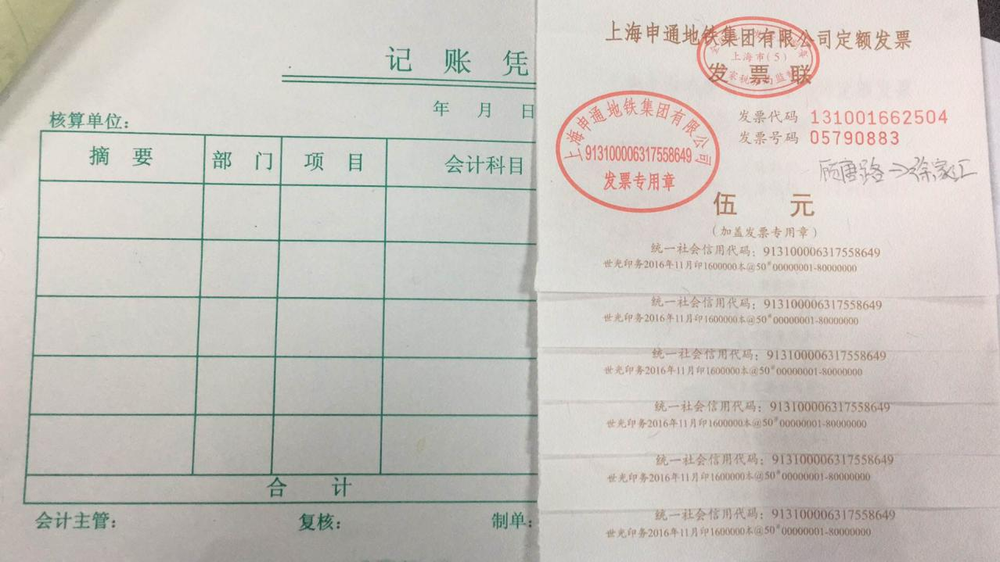 记 账 凭
年 月 日
核算单位：
摘 要 部 门 项 目 会计科目
合 计
会计主管： 复核： 制单：
上海申通地铁集团有限公司定额发票
上海市(5)
发 票 联
上海申通地铁集团有限公司
913100006317558649
发票专用章
发票代码 131001662504
发票号码 05790883
顾唐路→徐家汇
伍 元
（加盖发票专用章）
统一社会信用代码：913100006317558649
世光印务2016年11月印1600000本@50#00000001-80000000
统一社会信用代码：913100006317558649
世光印务2016年11月印1600000本@50#00000001-80000000
统一社会信用代码：913100006317558649
世光印务2016年11月印1600000本@50#00000001-80000000
统一社会信用代码：913100006317558649
世光印务2016年11月印1600000本@50#00000001-80000000
统一社会信用代码：913100006317558649
世光印务2016年11月印1600000本@50#00000001-80000000
统一社会信用代码：913100006317558649
世光印务2016年11月印1600000本@50#00000001-80000000